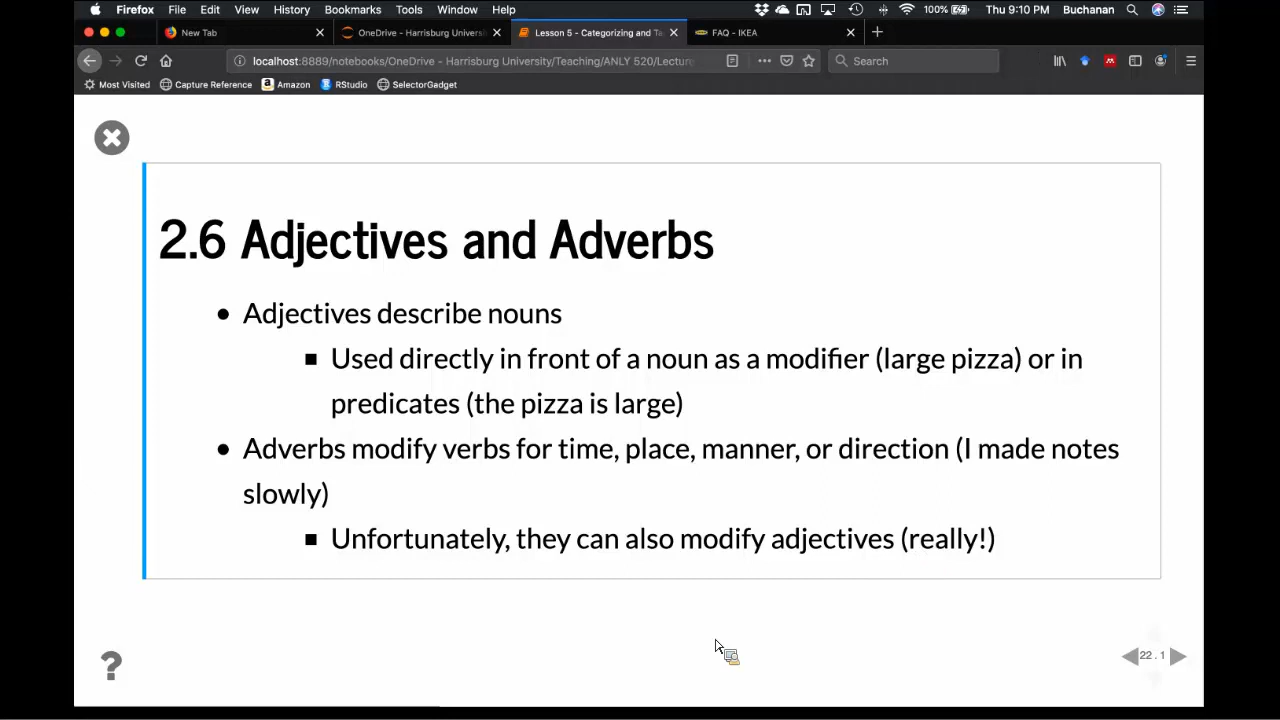 Firefox File Edit View History Bookmarks Tools Window Help 100% Thu 9:10 PM Buchanan
New Tab OneDrive - Harrisburg Universi Lesson 5 - Categorizing and Ta FAQ - IKEA
localhost:8889/notebooks/OneDrive - Harrisburg University/Teaching/ANLY 520/Lectur Search
Most Visited Capture Reference Amazon RStudio SelectorGadget
2.6 Adjectives and Adverbs
• Adjectives describe nouns
▪ Used directly in front of a noun as a modifier (large pizza) or in
predicates (the pizza is large)
• Adverbs modify verbs for time, place, manner, or direction (I made notes
slowly)
▪ Unfortunately, they can also modify adjectives (really!)
?
22 . 1